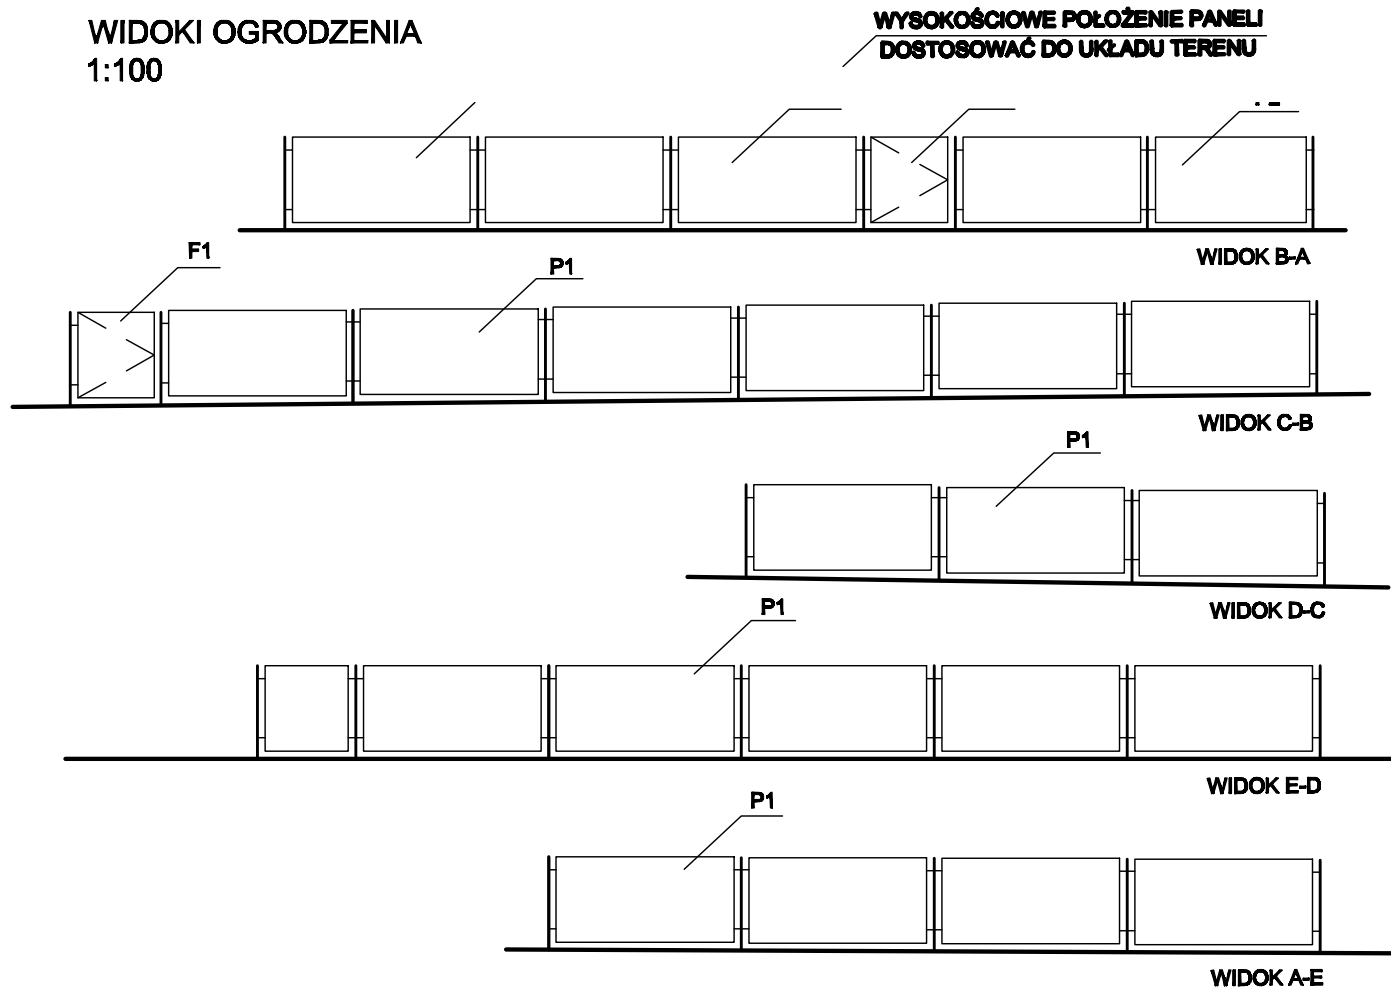 WIDOKI OGRODZENIA
1:100
WYSOKOŚCIOWE POŁOŻENIE PANELI
DOSTOSOWAĆ DO UKŁADU TERENU
WIDOK B-A
F1
P1
WIDOK C-B
P1
WIDOK D-C
P1
WIDOK E-D
P1
WIDOK A-E